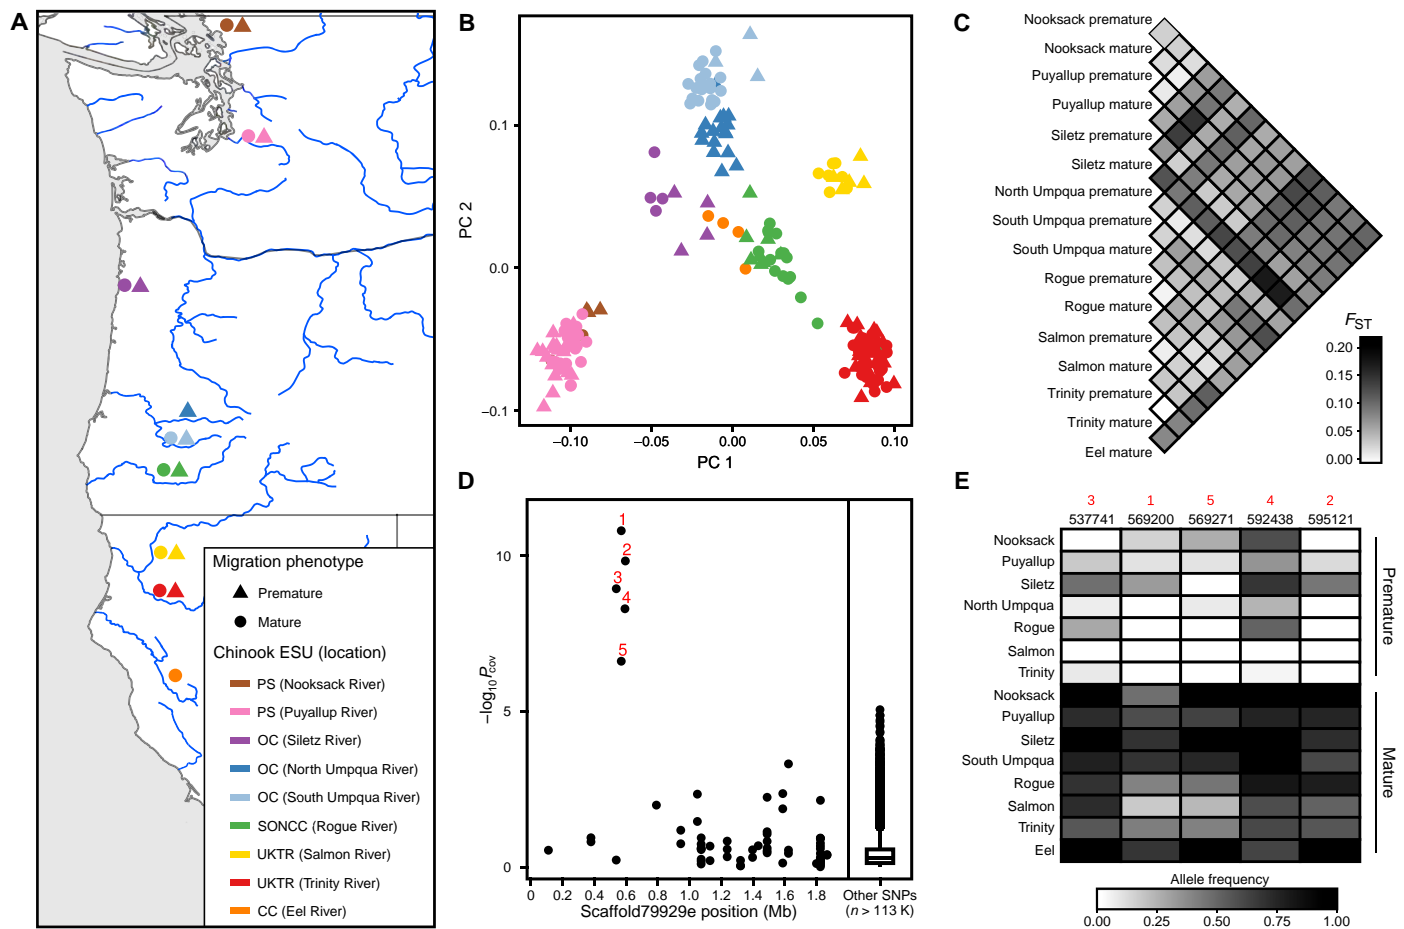 A
Migration phenotype
Premature
Mature
Chinook ESU (location)
PS (Nooksack River)
PS (Puyallup River)
OC (Siletz River)
OC (North Umpqua River)
OC (South Umpqua River)
SONCC (Rogue River)
UKTR (Salmon River)
UKTR (Trinity River)
CC (Eel River)
B
PC 2
0.1
0.0
−0.1
−0.10
−0.05
0.00
0.05
0.10
PC 1
C
Nooksack premature
Nooksack mature
Puyallup premature
Puyallup mature
Siletz premature
Siletz mature
North Umpqua premature
South Umpqua premature
South Umpqua mature
Rogue premature
Rogue mature
Salmon premature
Salmon mature
Trinity premature
Trinity mature
Eel mature
FST
0.20
0.15
0.10
0.05
0.00
D
−log10Pcov
10
5
0
1
2
3
4
5
0 0.2 0.4 0.6 0.8 1.0 1.2 1.4 1.6 1.8
Scaffold79929e position (Mb)
Other SNPs
(n > 113 K)
E
3 1 5 4 2
537741 569200 569271 592438 595121
Nooksack
Puyallup
Siletz
North Umpqua
Rogue
Salmon
Trinity
Premature
Nooksack
Puyallup
Siletz
South Umpqua
Rogue
Salmon
Trinity
Eel
Mature
Allele frequency
0.00 0.25 0.50 0.75 1.00